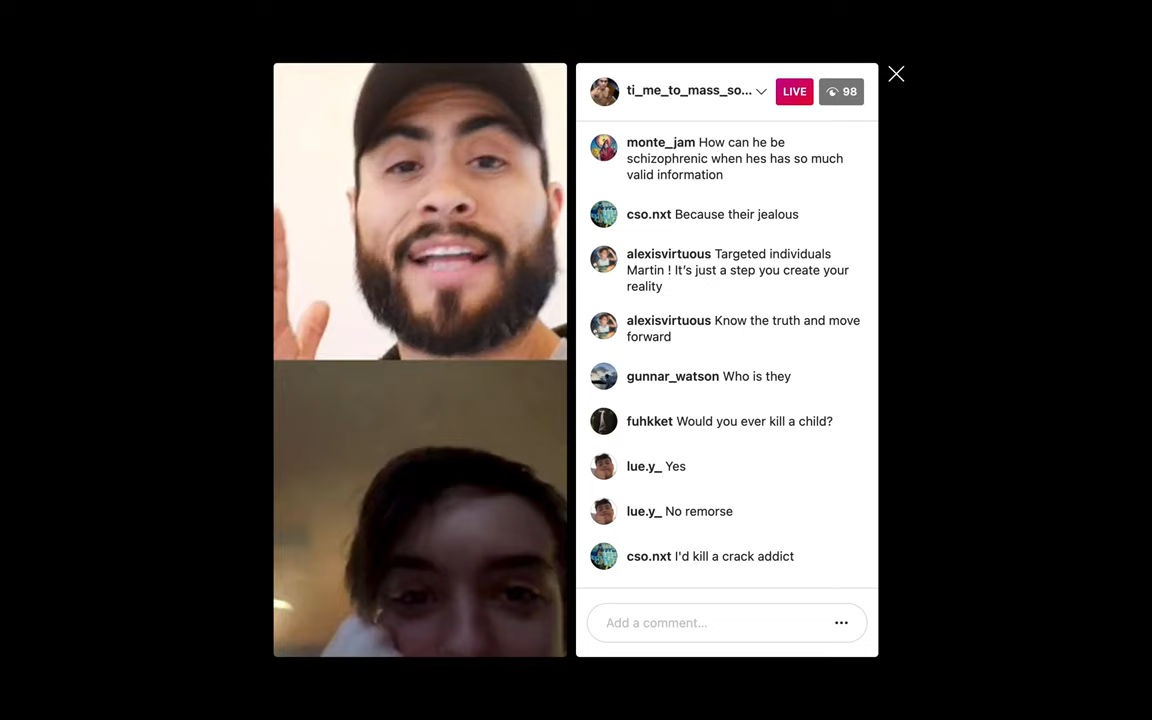 ti_me_to_mass_so...
LIVE
98
monte_jam How can he be
schizophrenic when hes has so much
valid information
cso.nxt Because their jealous
alexisvirtuous Targeted individuals
Martin ! It's just a step you create your
reality
alexisvirtuous Know the truth and move
forward
gunnar_watson Who is they
fuhkket Would you ever kill a child?
lue.y_ Yes
lue.y_ No remorse
cso.nxt I'd kill a crack addict
Add a comment...